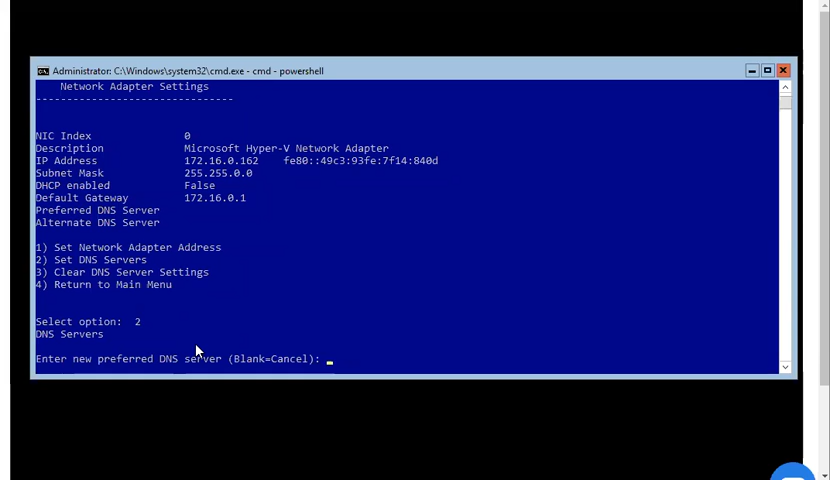 Administrator: C:\Windows\system32\cmd.exe - cmd - powershell
Network Adapter Settings
--------------------------------
NIC Index 0
Description Microsoft Hyper-V Network Adapter
IP Address 172.16.0.162 fe80::49c3:93fe:7f14:840d
Subnet Mask 255.255.0.0
DHCP enabled False
Default Gateway 172.16.0.1
Preferred DNS Server
Alternate DNS Server
1) Set Network Adapter Address
2) Set DNS Servers
3) Clear DNS Server Settings
4) Return to Main Menu
Select option: 2
DNS Servers
Enter new preferred DNS server (Blank=Cancel):